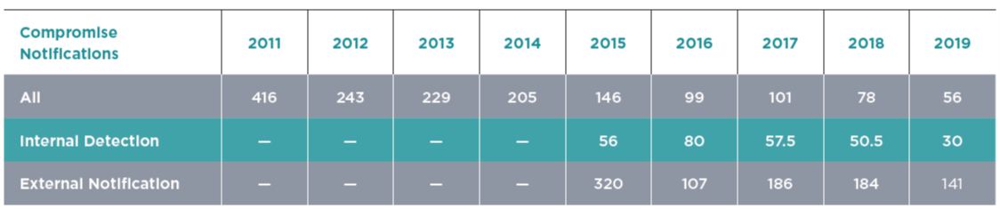 Compromise
Notifications 2011 2012 2013 2014 2015 2016 2017 2018 2019
All 416 243 229 205 146 99 101 78 56
Internal Detection — — — — 56 80 57.5 50.5 30
External Notification — — — — 320 107 186 184 141